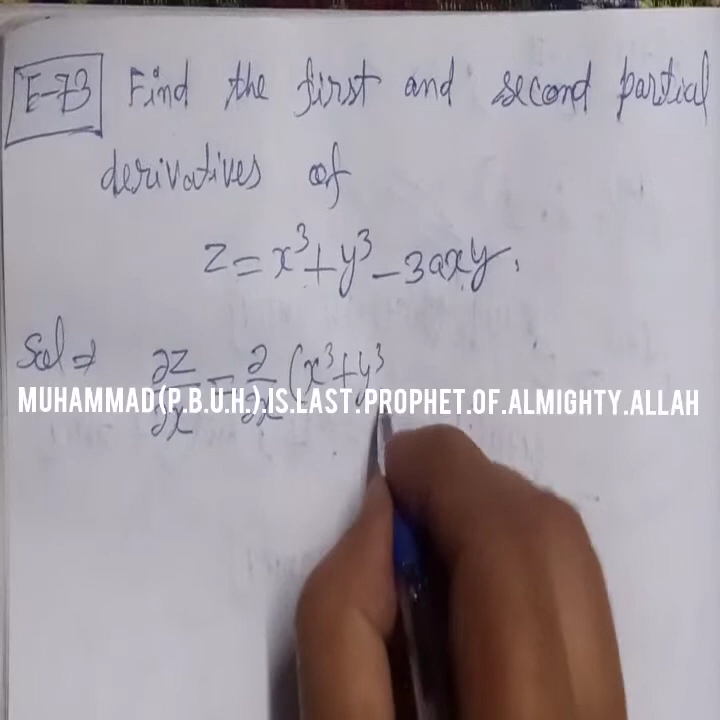 E-73 Find the first and second partial
derivatives of
z = x³ + y³ - 3axy.
Sol ⇒ ∂z/∂x = ∂/∂x (x³ + y³
MUHAMMAD(P.B.U.H.).IS.LAST.PROPHET.OF.ALMIGHTY.ALLAH